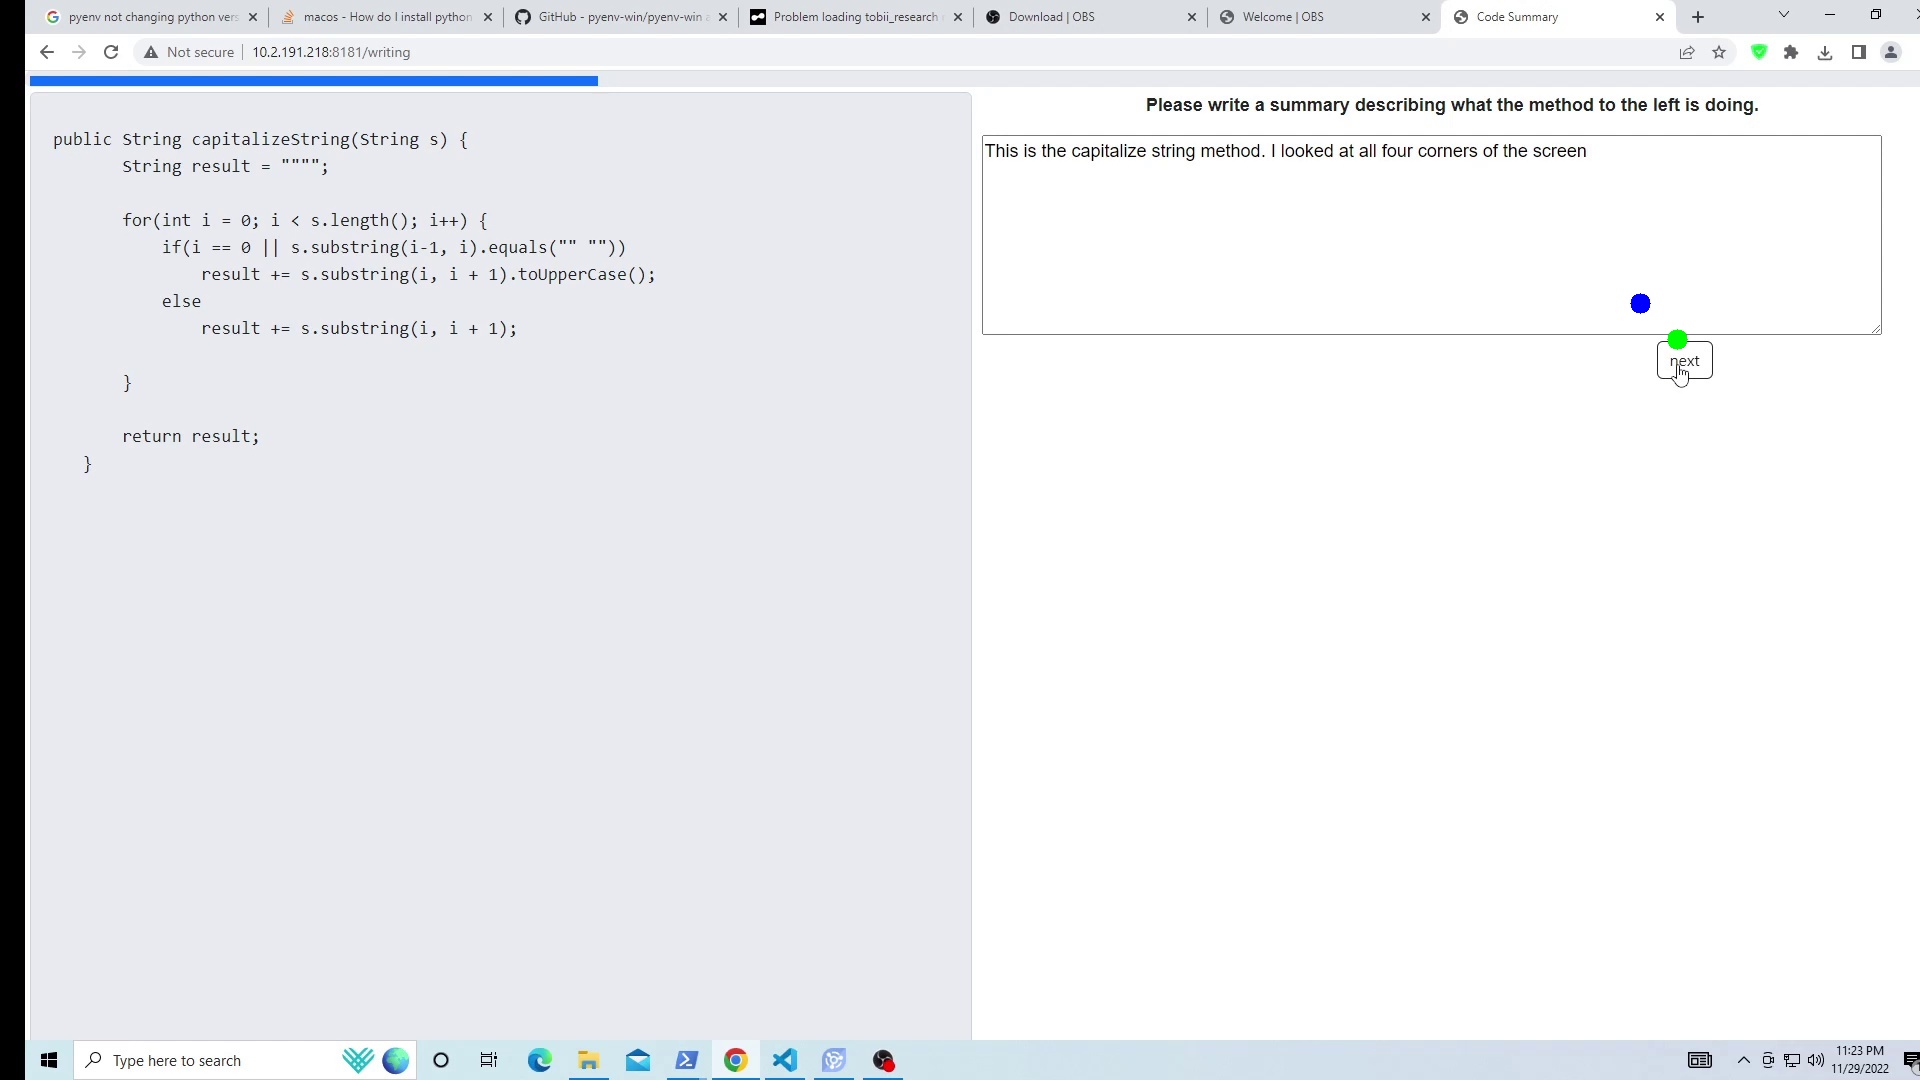 pyenv not changing python vers
macos - How do I install python
GitHub - pyenv-win/pyenv-win a
Problem loading tobii_research
Download | OBS
Welcome | OBS
Code Summary
Not secure
10.2.191.218:8181/writing
Please write a summary describing what the method to the left is doing.
public String capitalizeString(String s) {
String result = """";
for(int i = 0; i < s.length(); i++) {
if(i == 0 || s.substring(i-1, i).equals("" ""))
result += s.substring(i, i + 1).toUpperCase();
else
result += s.substring(i, i + 1);
}
return result;
}
This is the capitalize string method. I looked at all four corners of the screen
next
Type here to search
11:23 PM
11/29/2022